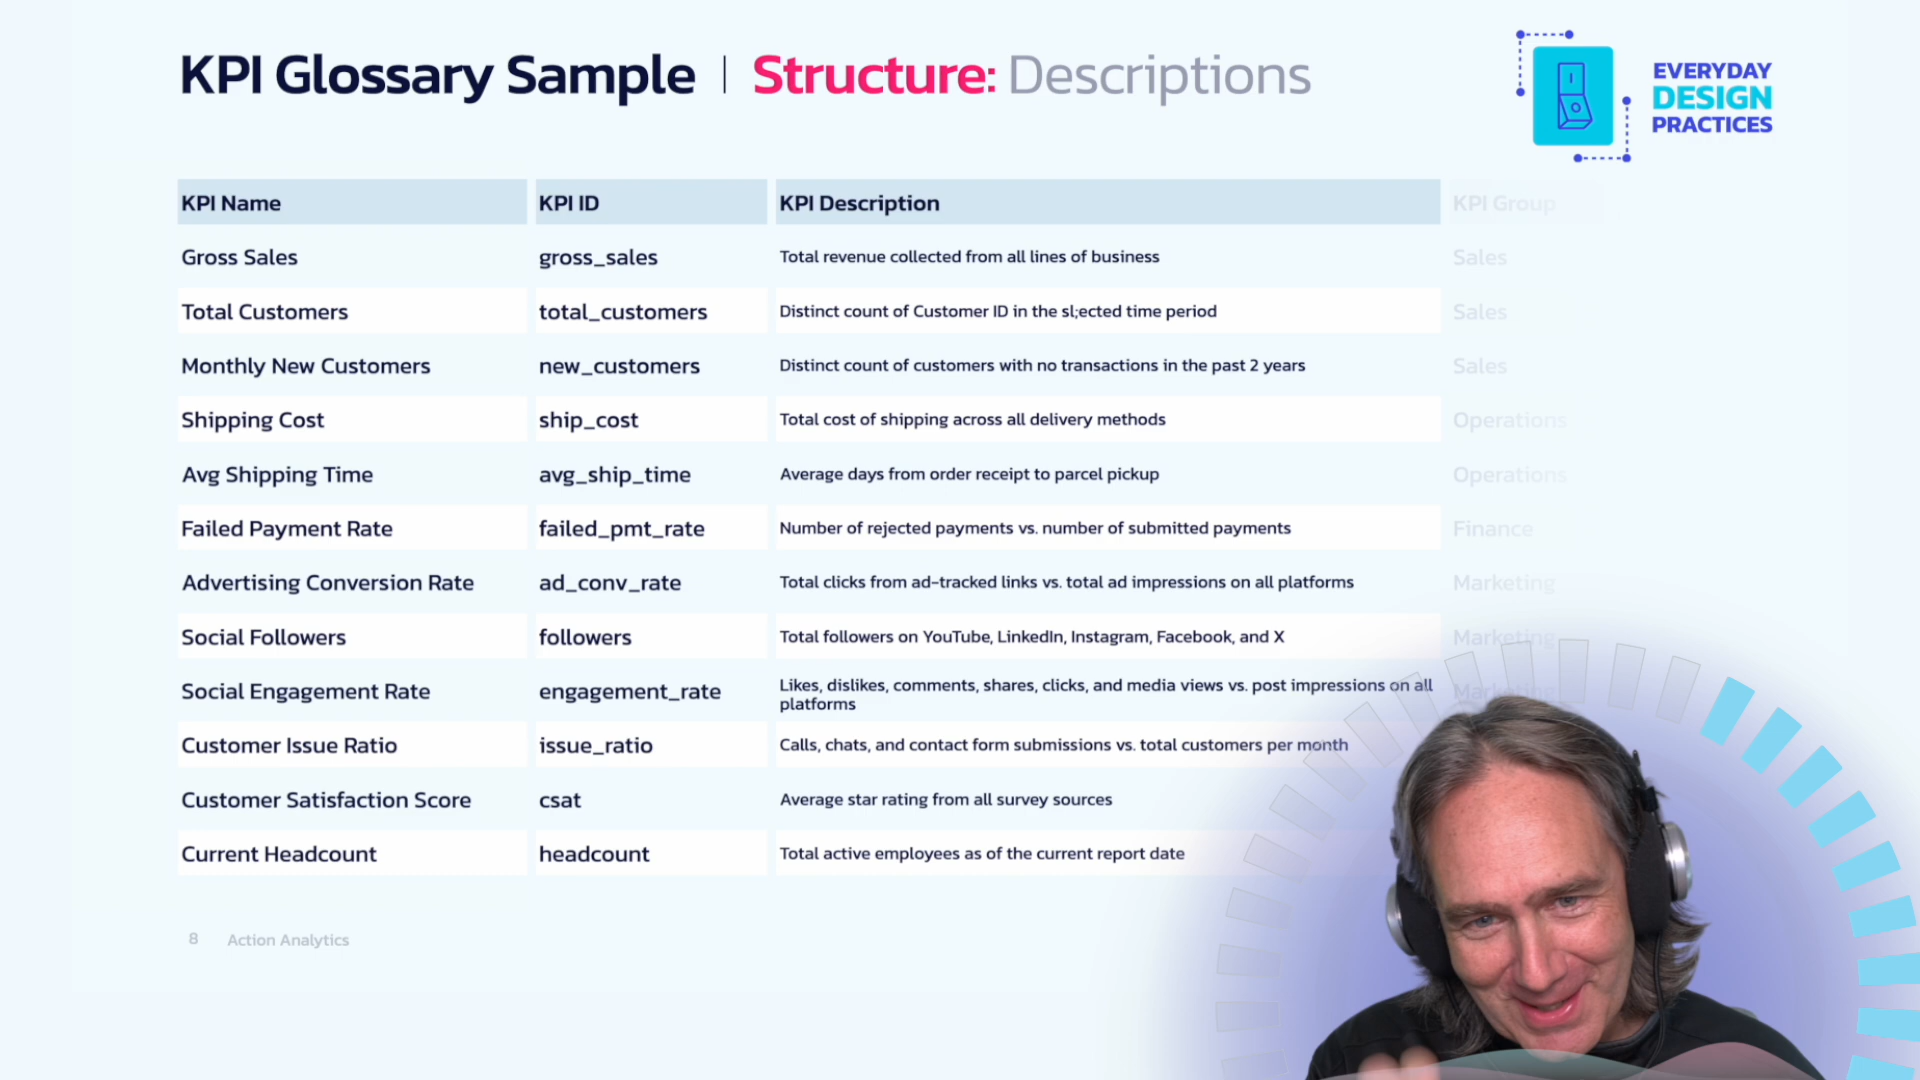 KPI Glossary Sample | Structure: Descriptions
EVERYDAY
DESIGN
PRACTICES
KPI Name KPI ID KPI Description KPI Group
Gross Sales gross_sales Total revenue collected from all lines of business Sales
Total Customers total_customers Distinct count of Customer ID in the sl;ected time period Sales
Monthly New Customers new_customers Distinct count of customers with no transactions in the past 2 years Sales
Shipping Cost ship_cost Total cost of shipping across all delivery methods Operations
Avg Shipping Time avg_ship_time Average days from order receipt to parcel pickup Operations
Failed Payment Rate failed_pmt_rate Number of rejected payments vs. number of submitted payments Finance
Advertising Conversion Rate ad_conv_rate Total clicks from ad-tracked links vs. total ad impressions on all platforms Marketing
Social Followers followers Total followers on YouTube, LinkedIn, Instagram, Facebook, and X Marketing
Social Engagement Rate engagement_rate Likes, dislikes, comments, shares, clicks, and media views vs. post impressions on all Marketing
platforms
Customer Issue Ratio issue_ratio Calls, chats, and contact form submissions vs. total customers per month
Customer Satisfaction Score csat Average star rating from all survey sources
Current Headcount headcount Total active employees as of the current report date
8 Action Analytics